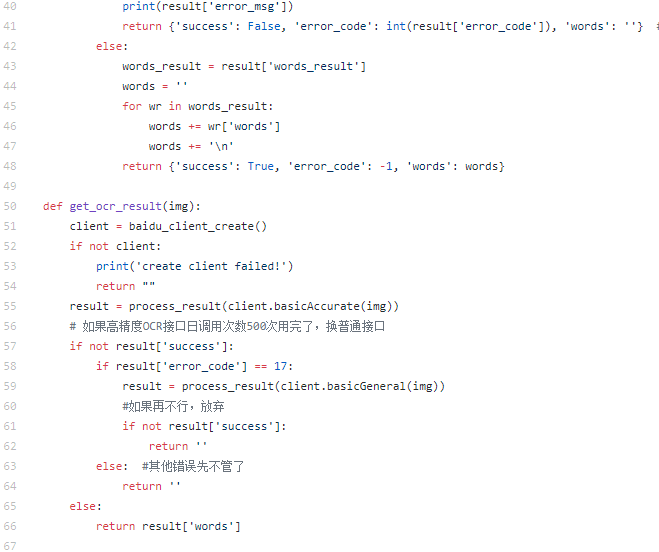 40 print(result['error_msg'])
41 return {'success': False, 'error_code': int(result['error_code']), 'words': ''} #
42 else:
43 words_result = result['words_result']
44 words = ''
45 for wr in words_result:
46 words += wr['words']
47 words += '\n'
48 return {'success': True, 'error_code': -1, 'words': words}
49
50 def get_ocr_result(img):
51 client = baidu_client_create()
52 if not client:
53 print('create client failed!')
54 return ""
55 result = process_result(client.basicAccurate(img))
56 # 如果高精度OCR接口日调用次数500次用完了，换普通接口
57 if not result['success']:
58 if result['error_code'] == 17:
59 result = process_result(client.basicGeneral(img))
60 #如果再不行，放弃
61 if not result['success']:
62 return ''
63 else: #其他错误先不管了
64 return ''
65 else:
66 return result['words']
67